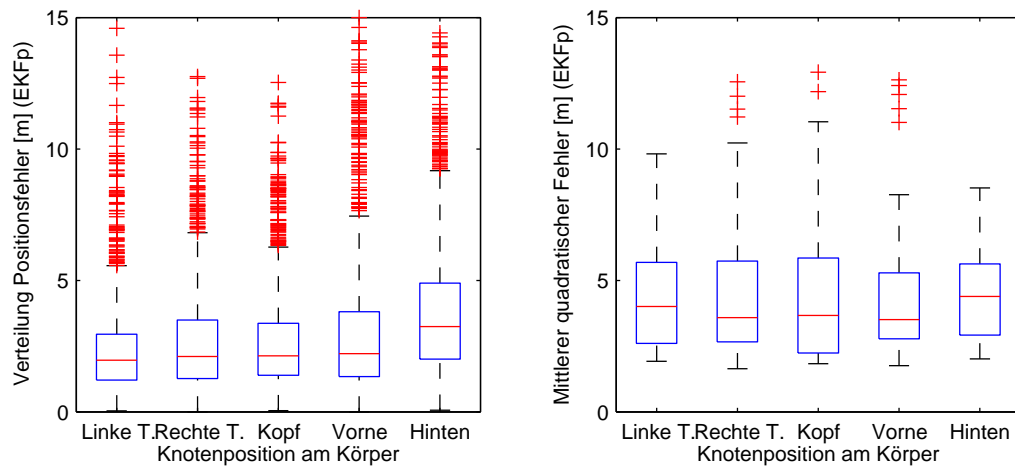 Verteilung Positionsfehler [m] (EKFp)
15
10
5
0
Linke T. Rechte T. Kopf Vorne Hinten
Knotenposition am Körper
Mittlerer quadratischer Fehler [m] (EKFp)
15
10
5
0
Linke T. Rechte T. Kopf Vorne Hinten
Knotenposition am Körper